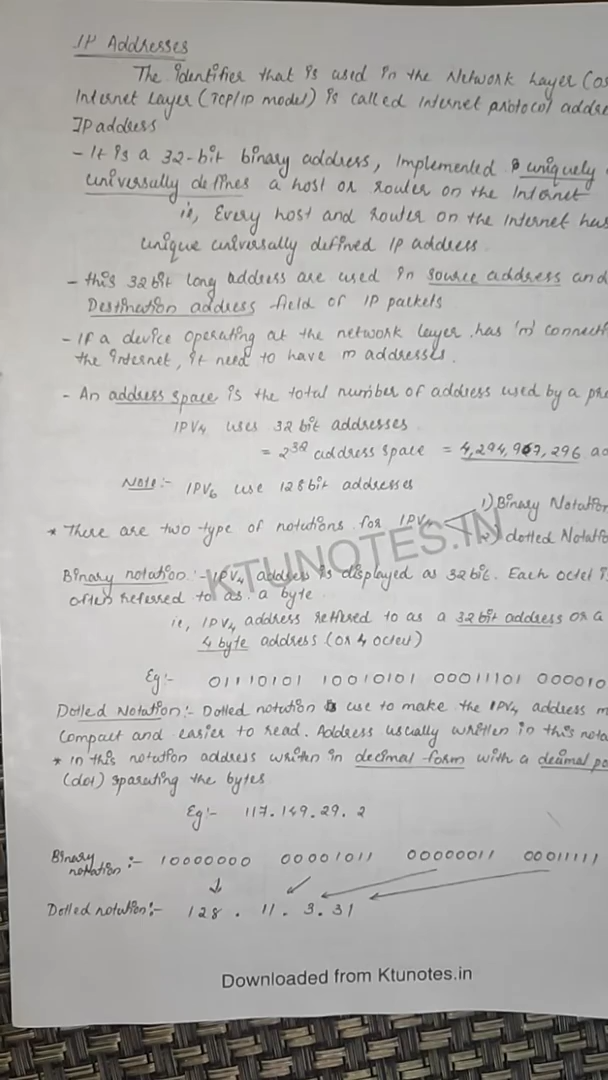 IP Addresses
The identifier that is used in the Network Layer (os
Internet Layer (TCP/IP model) is called Internet protocol addre
IP address
- It is a 32-bit binary address, Implemented & uniquely
universally defines a host or router on the Internet
ie, Every host and router on the Internet has
unique universally defined IP address
- this 32 bit long address are used in source address and
Destination address field of IP packets
- If a device operating at the network layer has 'm' connecti
the internet, it need to have m addresses.
- An address space is the total number of address used by a pro
IPV4 uses 32 bit addresses
= 2^32 address space = 4,294,967,296 ad
Note:- IPV6 use 128 bit addresses
* There are two type of notations for IPV4
1) Binary Notation
2) dotted Notatio
KTUNOTES.IN
Binary notation:- IPV4 address is displayed as 32 bit. Each octet is
often referred to as a byte
ie, IPV4 address reffered to as a 32 bit address or a
4 byte address (or 4 octed)
Eg:- 01110101 10010101 00011101 000010
Dotted Notation:- Dotted notation is use to make the IPV4 address m
compact and easier to read. Address usually written in this nota
* in this notation address written in decimal form with a decimal po
(dot) sparating the bytes
Eg:- 117.149.29.2
Binary notation:- 10000000 00001011 00000011 00011111
Dotted notation:- 128 . 11 . 3 . 31
Downloaded from Ktunotes.in